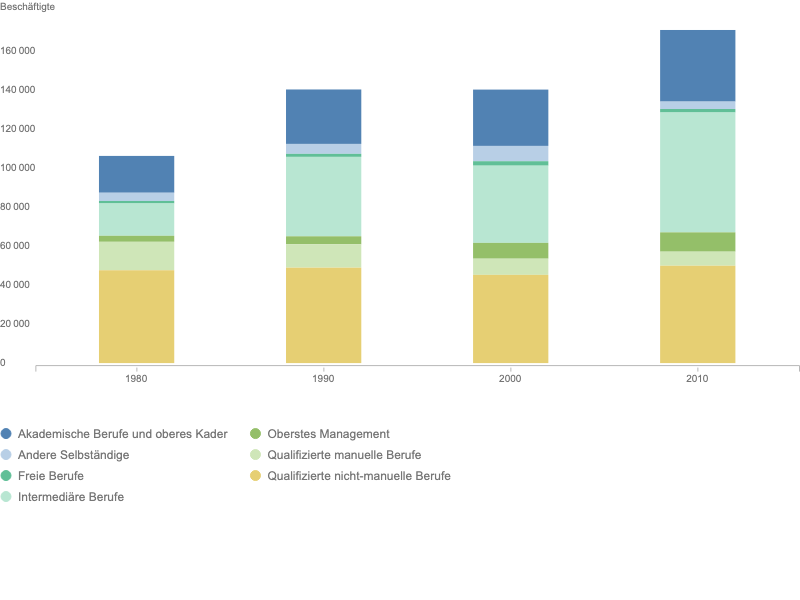 Beschäftigte
160 000
140 000
120 000
100 000
80 000
60 000
40 000
20 000
0
1980 1990 2000 2010
Akademische Berufe und oberes Kader
Andere Selbständige
Freie Berufe
Intermediäre Berufe
Oberstes Management
Qualifizierte manuelle Berufe
Qualifizierte nicht-manuelle Berufe